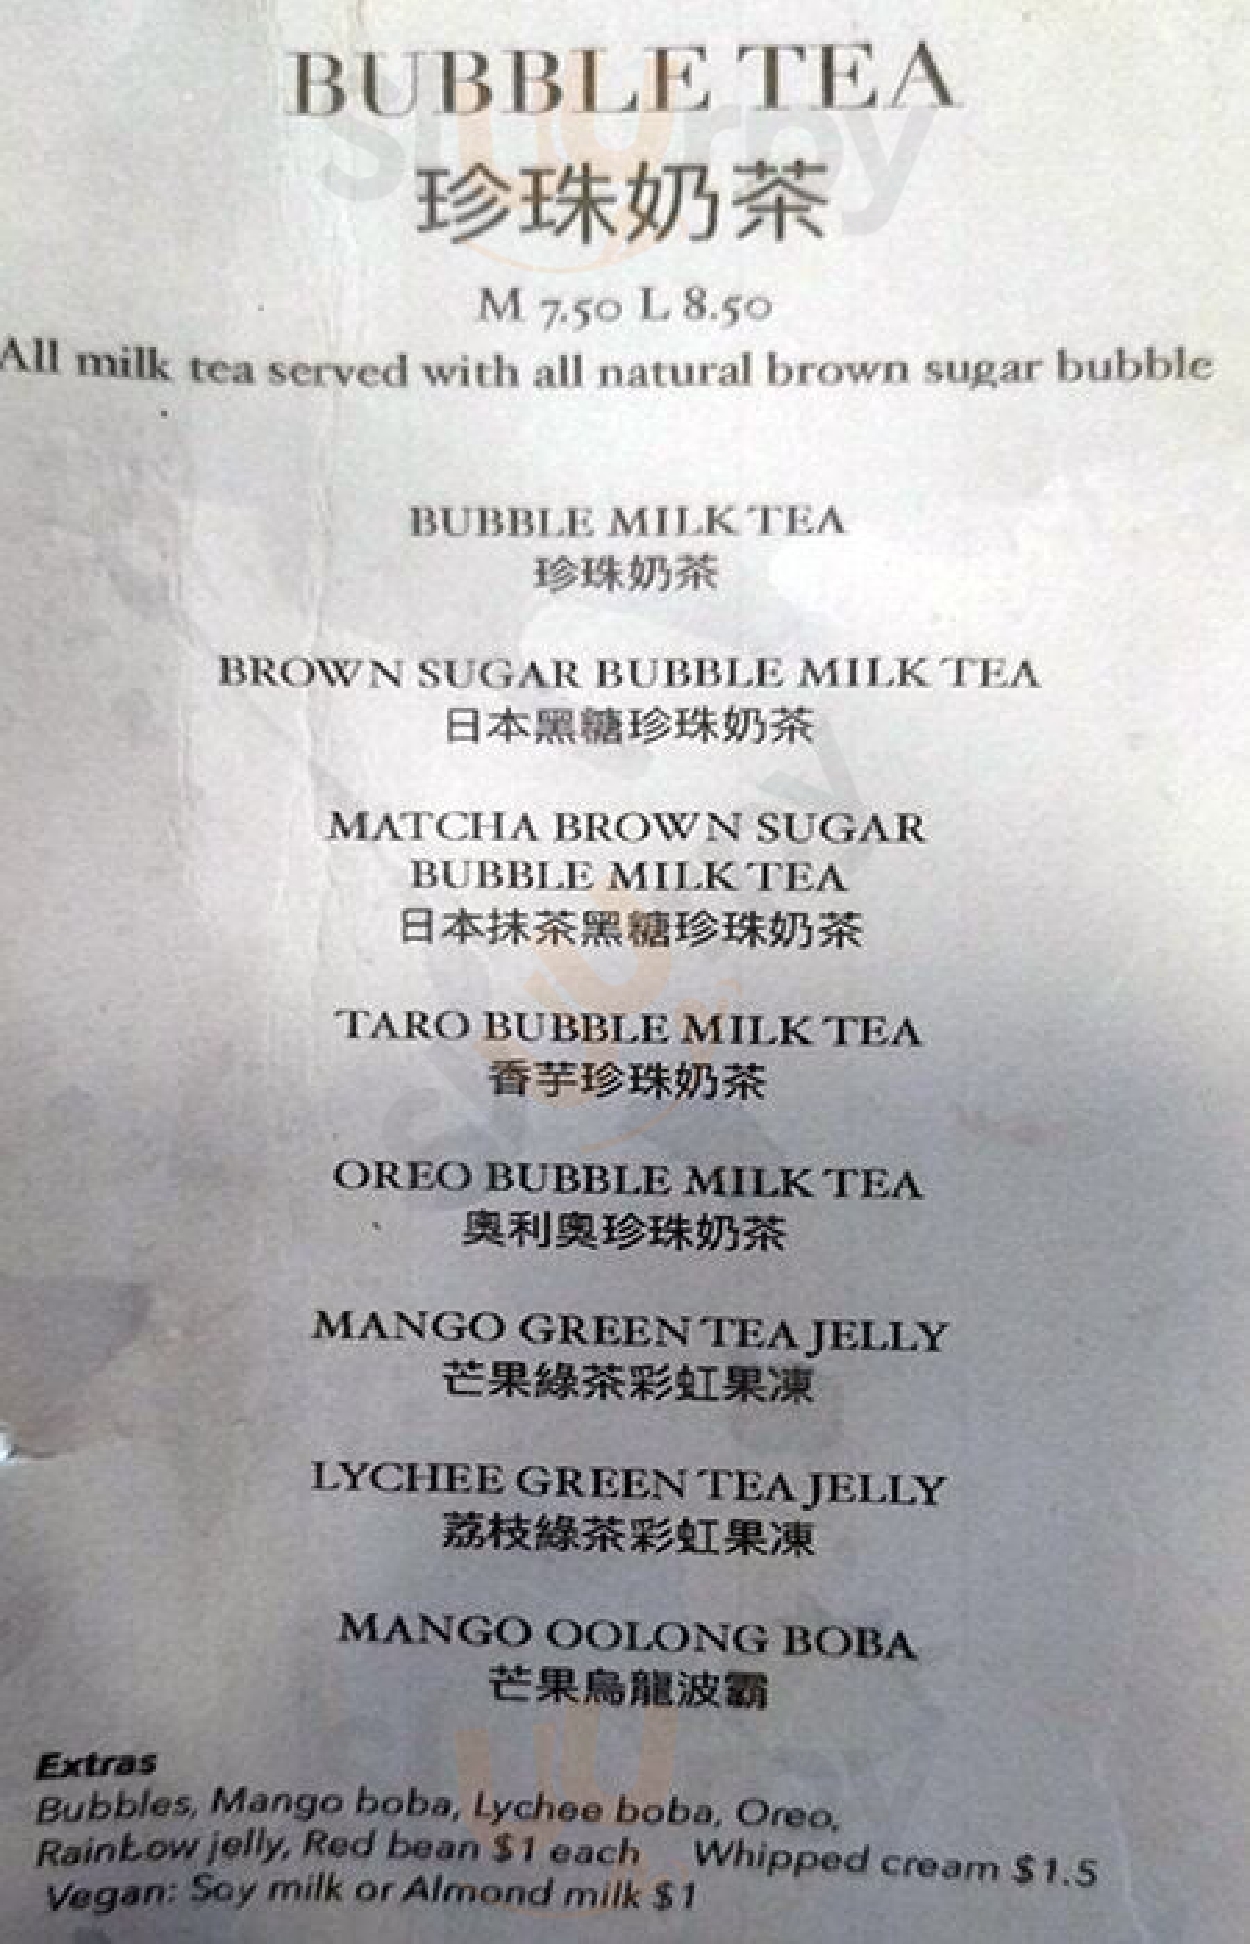 BUBBLE TEA
珍珠奶茶
M 7.50 L 8.50
All milk tea served with all natural brown sugar bubble
BUBBLE MILK TEA
珍珠奶茶
BROWN SUGAR BUBBLE MILK TEA
日本黑糖珍珠奶茶
MATCHA BROWN SUGAR
BUBBLE MILK TEA
日本抹茶黑糖珍珠奶茶
TARO BUBBLE MILK TEA
香芋珍珠奶茶
OREO BUBBLE MILK TEA
奧利奧珍珠奶茶
MANGO GREEN TEA JELLY
芒果綠茶彩虹果凍
LYCHEE GREEN TEA JELLY
荔枝綠茶彩虹果凍
MANGO OOLONG BOBA
芒果烏龍波霸
Extras
Bubbles, Mango boba, Lychee boba, Oreo,
Rainbow jelly, Red bean $1 each Whipped cream $1.5
Vegan: Soy milk or Almond milk $1